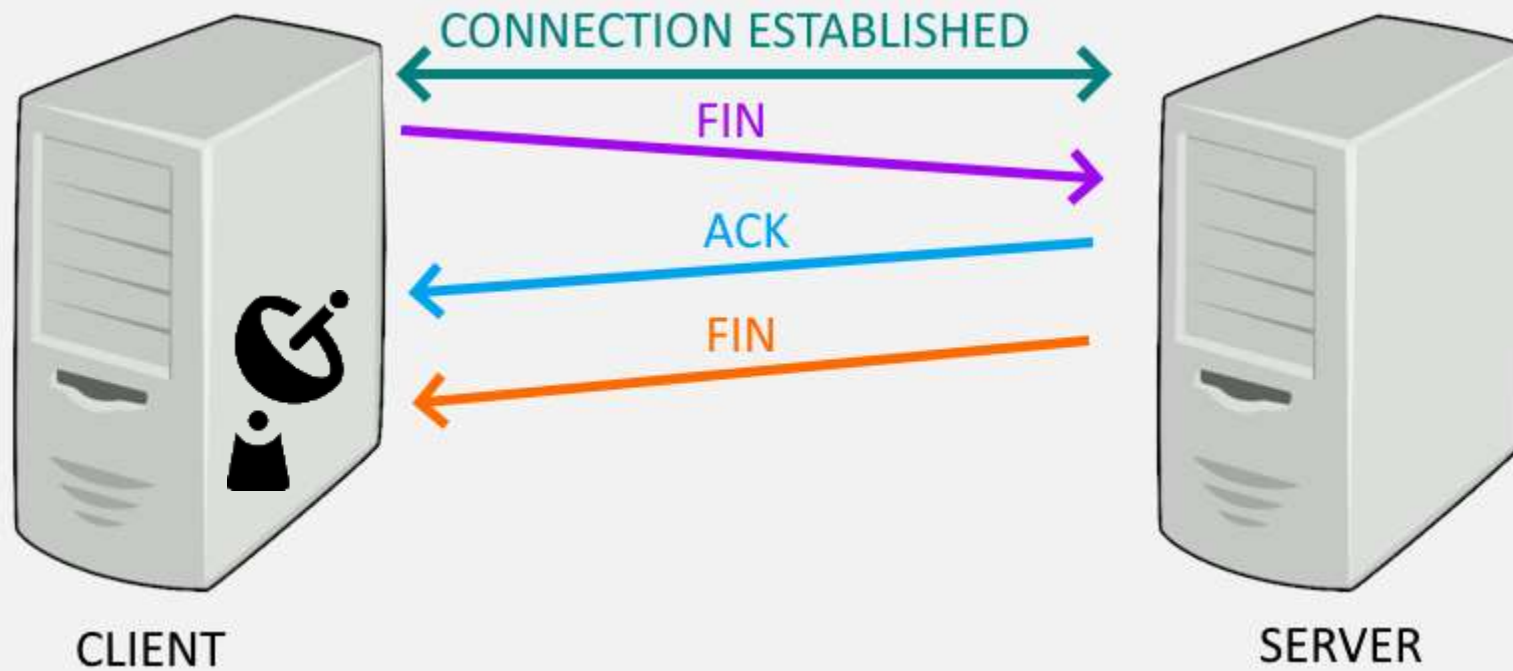 CONNECTION ESTABLISHED
FIN
ACK
FIN
CLIENT
SERVER